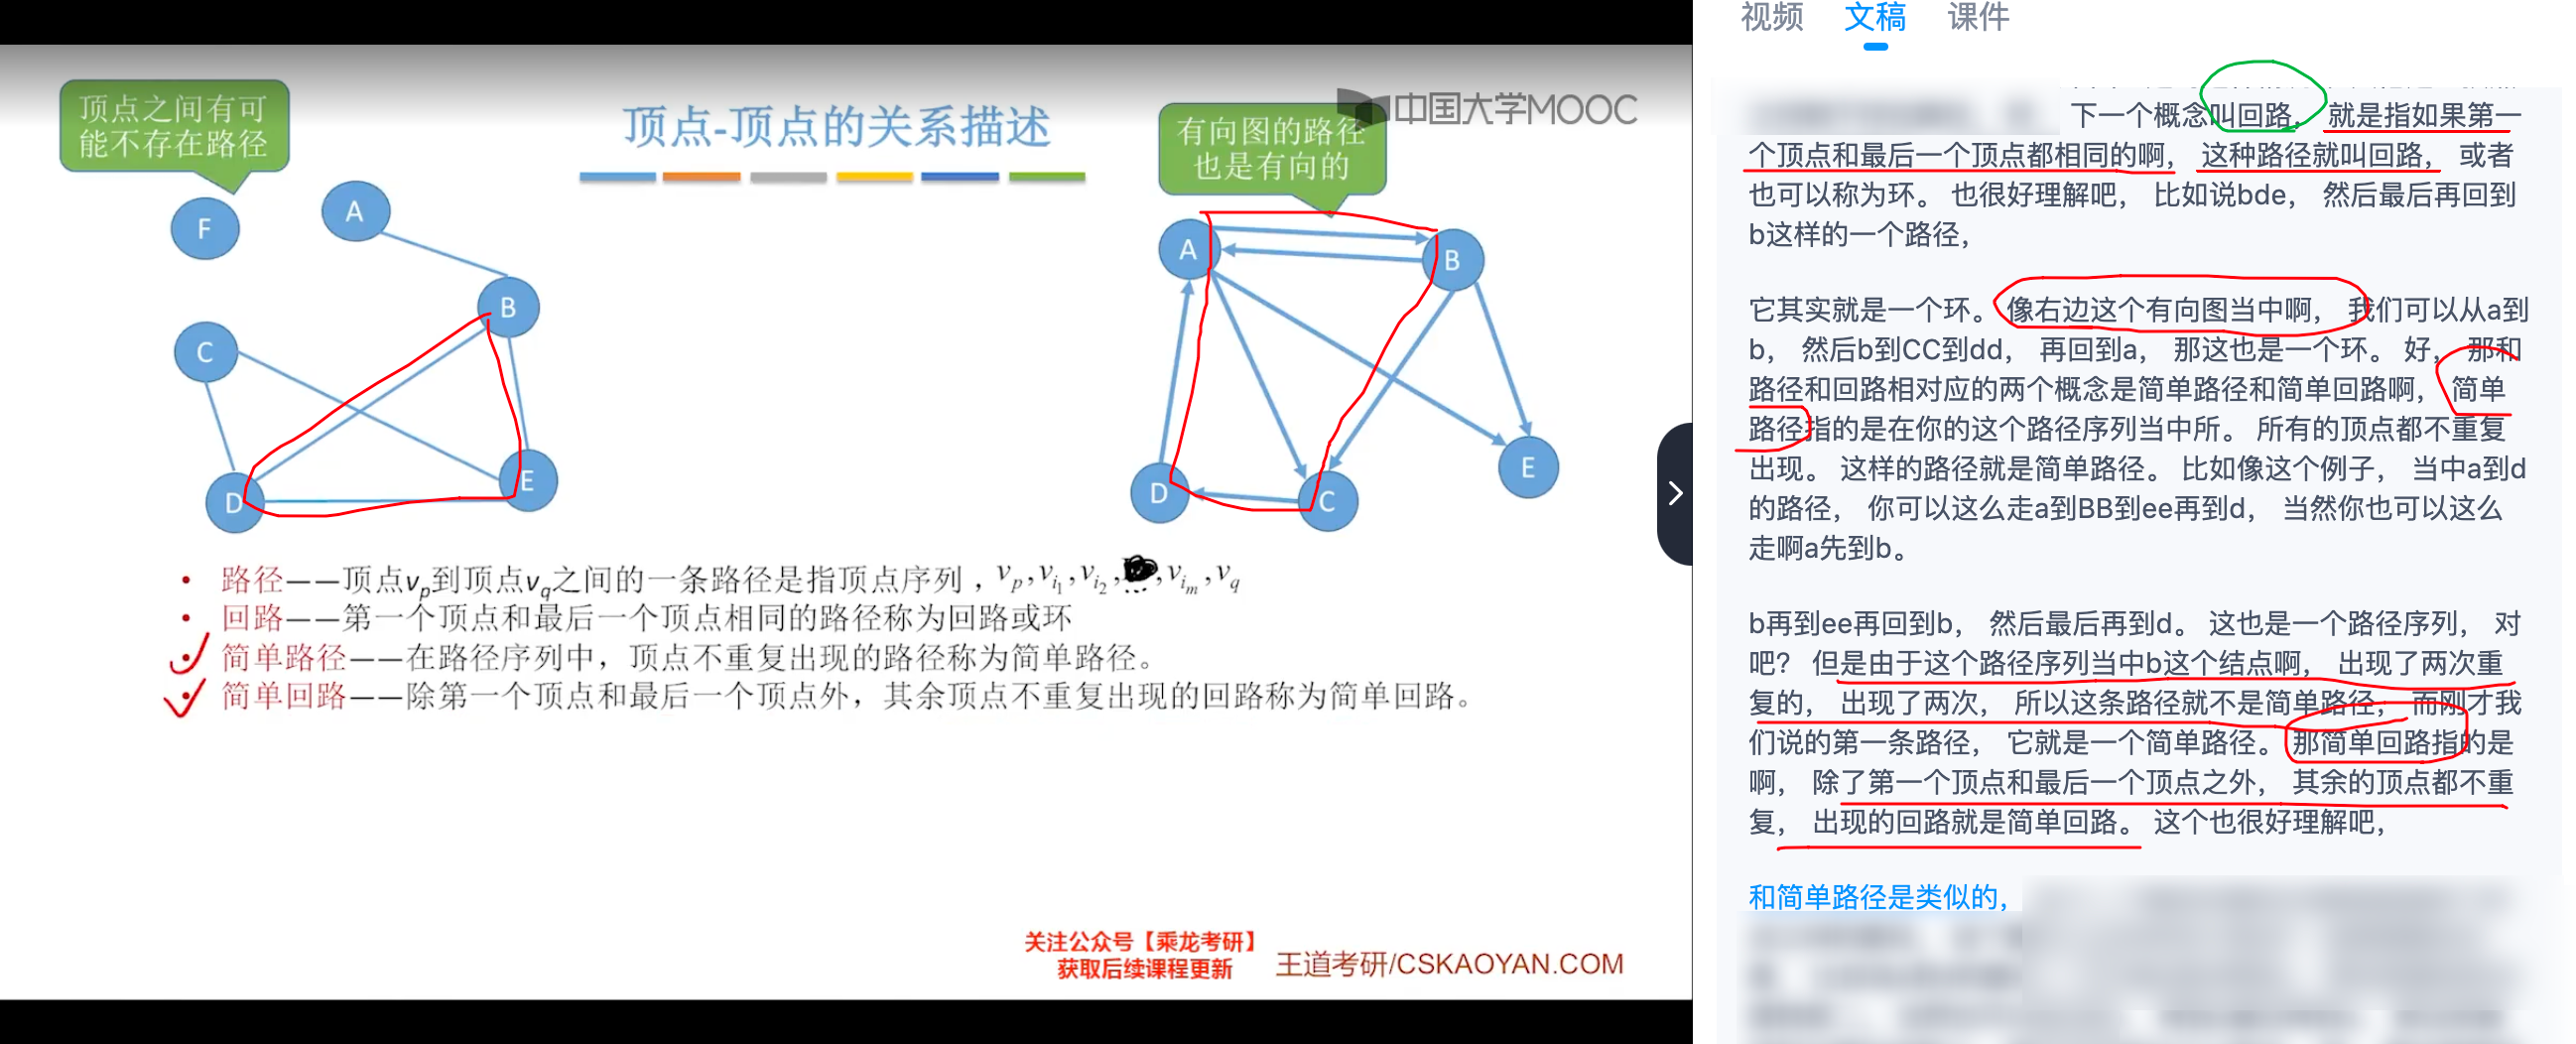 顶点之间有可
能不存在路径
顶点-顶点的关系描述
中国大学MOOC
有向图的路径
也是有向的
F
A
B
C
D
E
A
B
D
C
E
• 路径——顶点vp到顶点vq之间的一条路径是指顶点序列，vp,vi1,vi2,,vim,vq
• 回路——第一个顶点和最后一个顶点相同的路径称为回路或环
• 简单路径——在路径序列中，顶点不重复出现的路径称为简单路径。
• 简单回路——除第一个顶点和最后一个顶点外，其余顶点不重复出现的回路称为简单回路。
关注公众号【乘龙考研】
获取后续课程更新
王道考研/CSKAOYAN.COM
视频 文稿 课件
下一个概念叫回路， 就是指如果第一
个顶点和最后一个顶点都相同的啊， 这种路径就叫回路， 或者
也可以称为环。 也很好理解吧， 比如说bde， 然后最后再回到
b这样的一个路径，
它其实就是一个环。 像右边这个有向图当中啊， 我们可以从a到
b， 然后b到CC到dd， 再回到a， 那这也是一个环。 好， 那和
路径和回路相对应的两个概念是简单路径和简单回路啊， 简单
路径指的是在你的这个路径序列当中所。 所有的顶点都不重复
出现。 这样的路径就是简单路径。 比如像这个例子， 当中a到d
的路径， 你可以这么走a到BB到ee再到d， 当然你也可以这么
走啊a先到b。
b再到ee再回到b， 然后最后再到d。 这也是一个路径序列， 对
吧？ 但是由于这个路径序列当中b这个结点啊， 出现了两次重
复的， 出现了两次， 所以这条路径就不是简单路径， 而刚才我
们说的第一条路径， 它就是一个简单路径。 那简单回路指的是
啊， 除了第一个顶点和最后一个顶点之外， 其余的顶点都不重
复， 出现的回路就是简单回路。 这个也很好理解吧，
和简单路径是类似的，